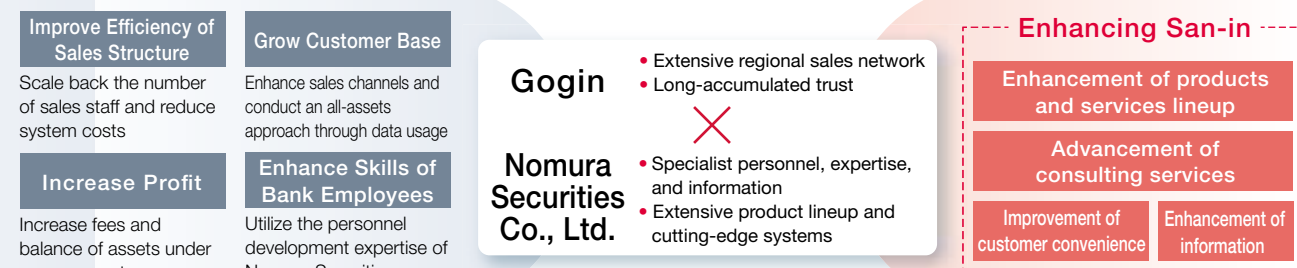 Improve Efficiency of
Sales Structure
Scale back the number
of sales staff and reduce
system costs
Grow Customer Base
Enhance sales channels and
conduct an all-assets
approach through data usage
Increase Profit
Increase fees and
balance of assets under
Enhance Skills of
Bank Employees
Utilize the personnel
development expertise of
Gogin
• Extensive regional sales network
• Long-accumulated trust
Nomura
Securities
Co., Ltd.
• Specialist personnel, expertise,
and information
• Extensive product lineup and
cutting-edge systems
Enhancing San-in
Enhancement of products
and services lineup
Advancement of
consulting services
Improvement of
customer convenience
Enhancement of
information